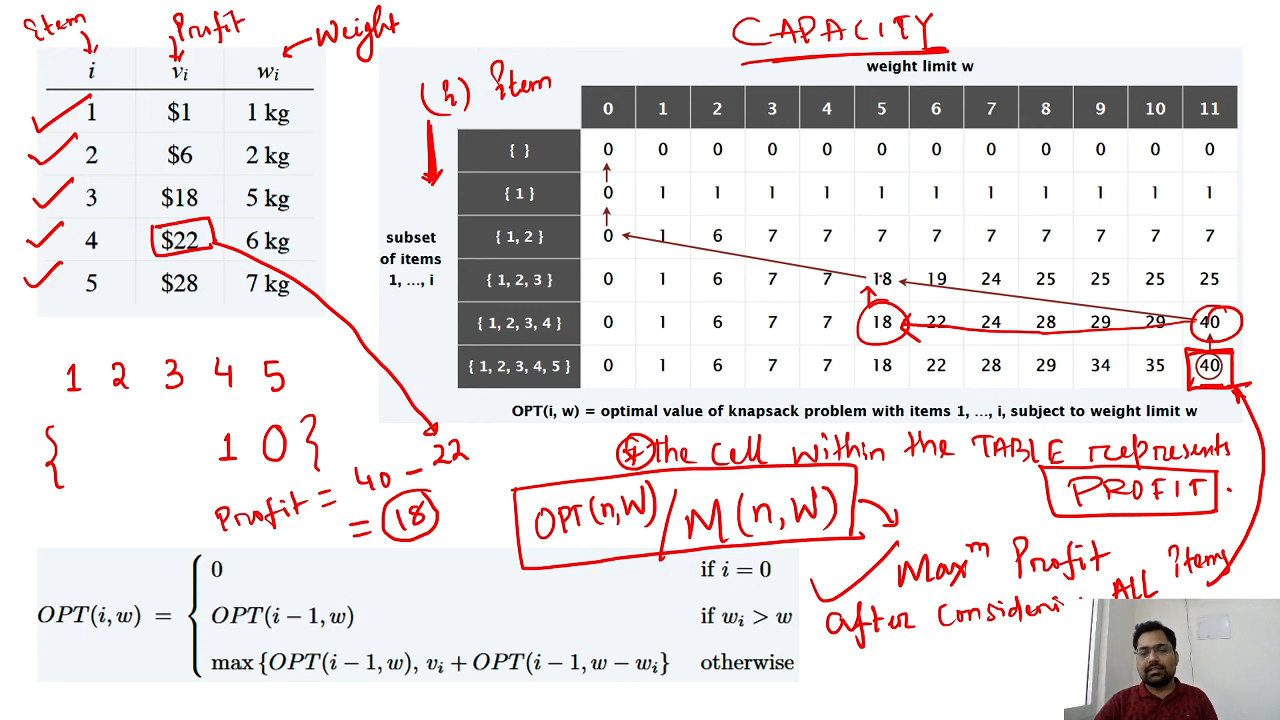 Item Profit Weight
i vi wi
1 $1 1 kg
2 $6 2 kg
3 $18 5 kg
4 $22 6 kg
5 $28 7 kg
CAPACITY
weight limit w
Item
0 1 2 3 4 5 6 7 8 9 10 11
{ } 0 0 0 0 0 0 0 0 0 0 0 0
{ 1 } 0 1 1 1 1 1 1 1 1 1 1 1
{ 1, 2 } 0 1 6 7 7 7 7 7 7 7 7 7
{ 1, 2, 3 } 0 1 6 7 7 18 19 24 25 25 25 25
{ 1, 2, 3, 4 } 0 1 6 7 7 18 22 24 28 29 29 40
{ 1, 2, 3, 4, 5 } 0 1 6 7 7 18 22 28 29 34 35 40
subset
of items
1, ..., i
OPT(i, w) = optimal value of knapsack problem with items 1, ..., i, subject to weight limit w
1 2 3 4 5
{ 1 0 }
Profit = 40 - 22
= 18
the cell within the TABLE represents
PROFIT.
OPT(n,W) / M(n,W)
Maxm Profit
after consideri ALL Items
OPT(i, w) =
0 if i = 0
OPT(i − 1, w) if wi > w
max {OPT(i − 1, w), vi + OPT(i − 1, w − wi} otherwise